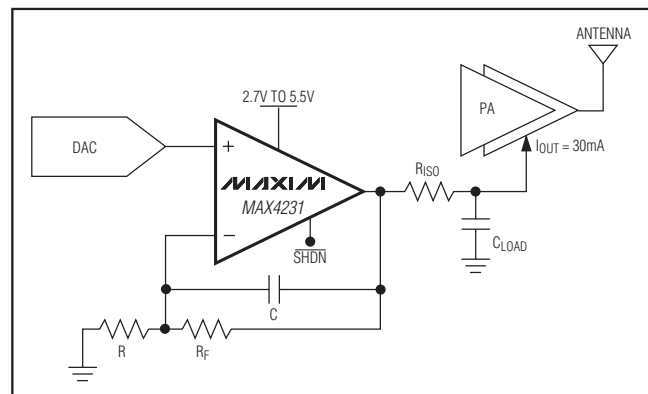 ANTENNA
2.7V TO 5.5V
PA
DAC
+
IOUT = 30mA
RISO
MAXIM
MAX4231
−
SHDN
CLOAD
C
R
RF